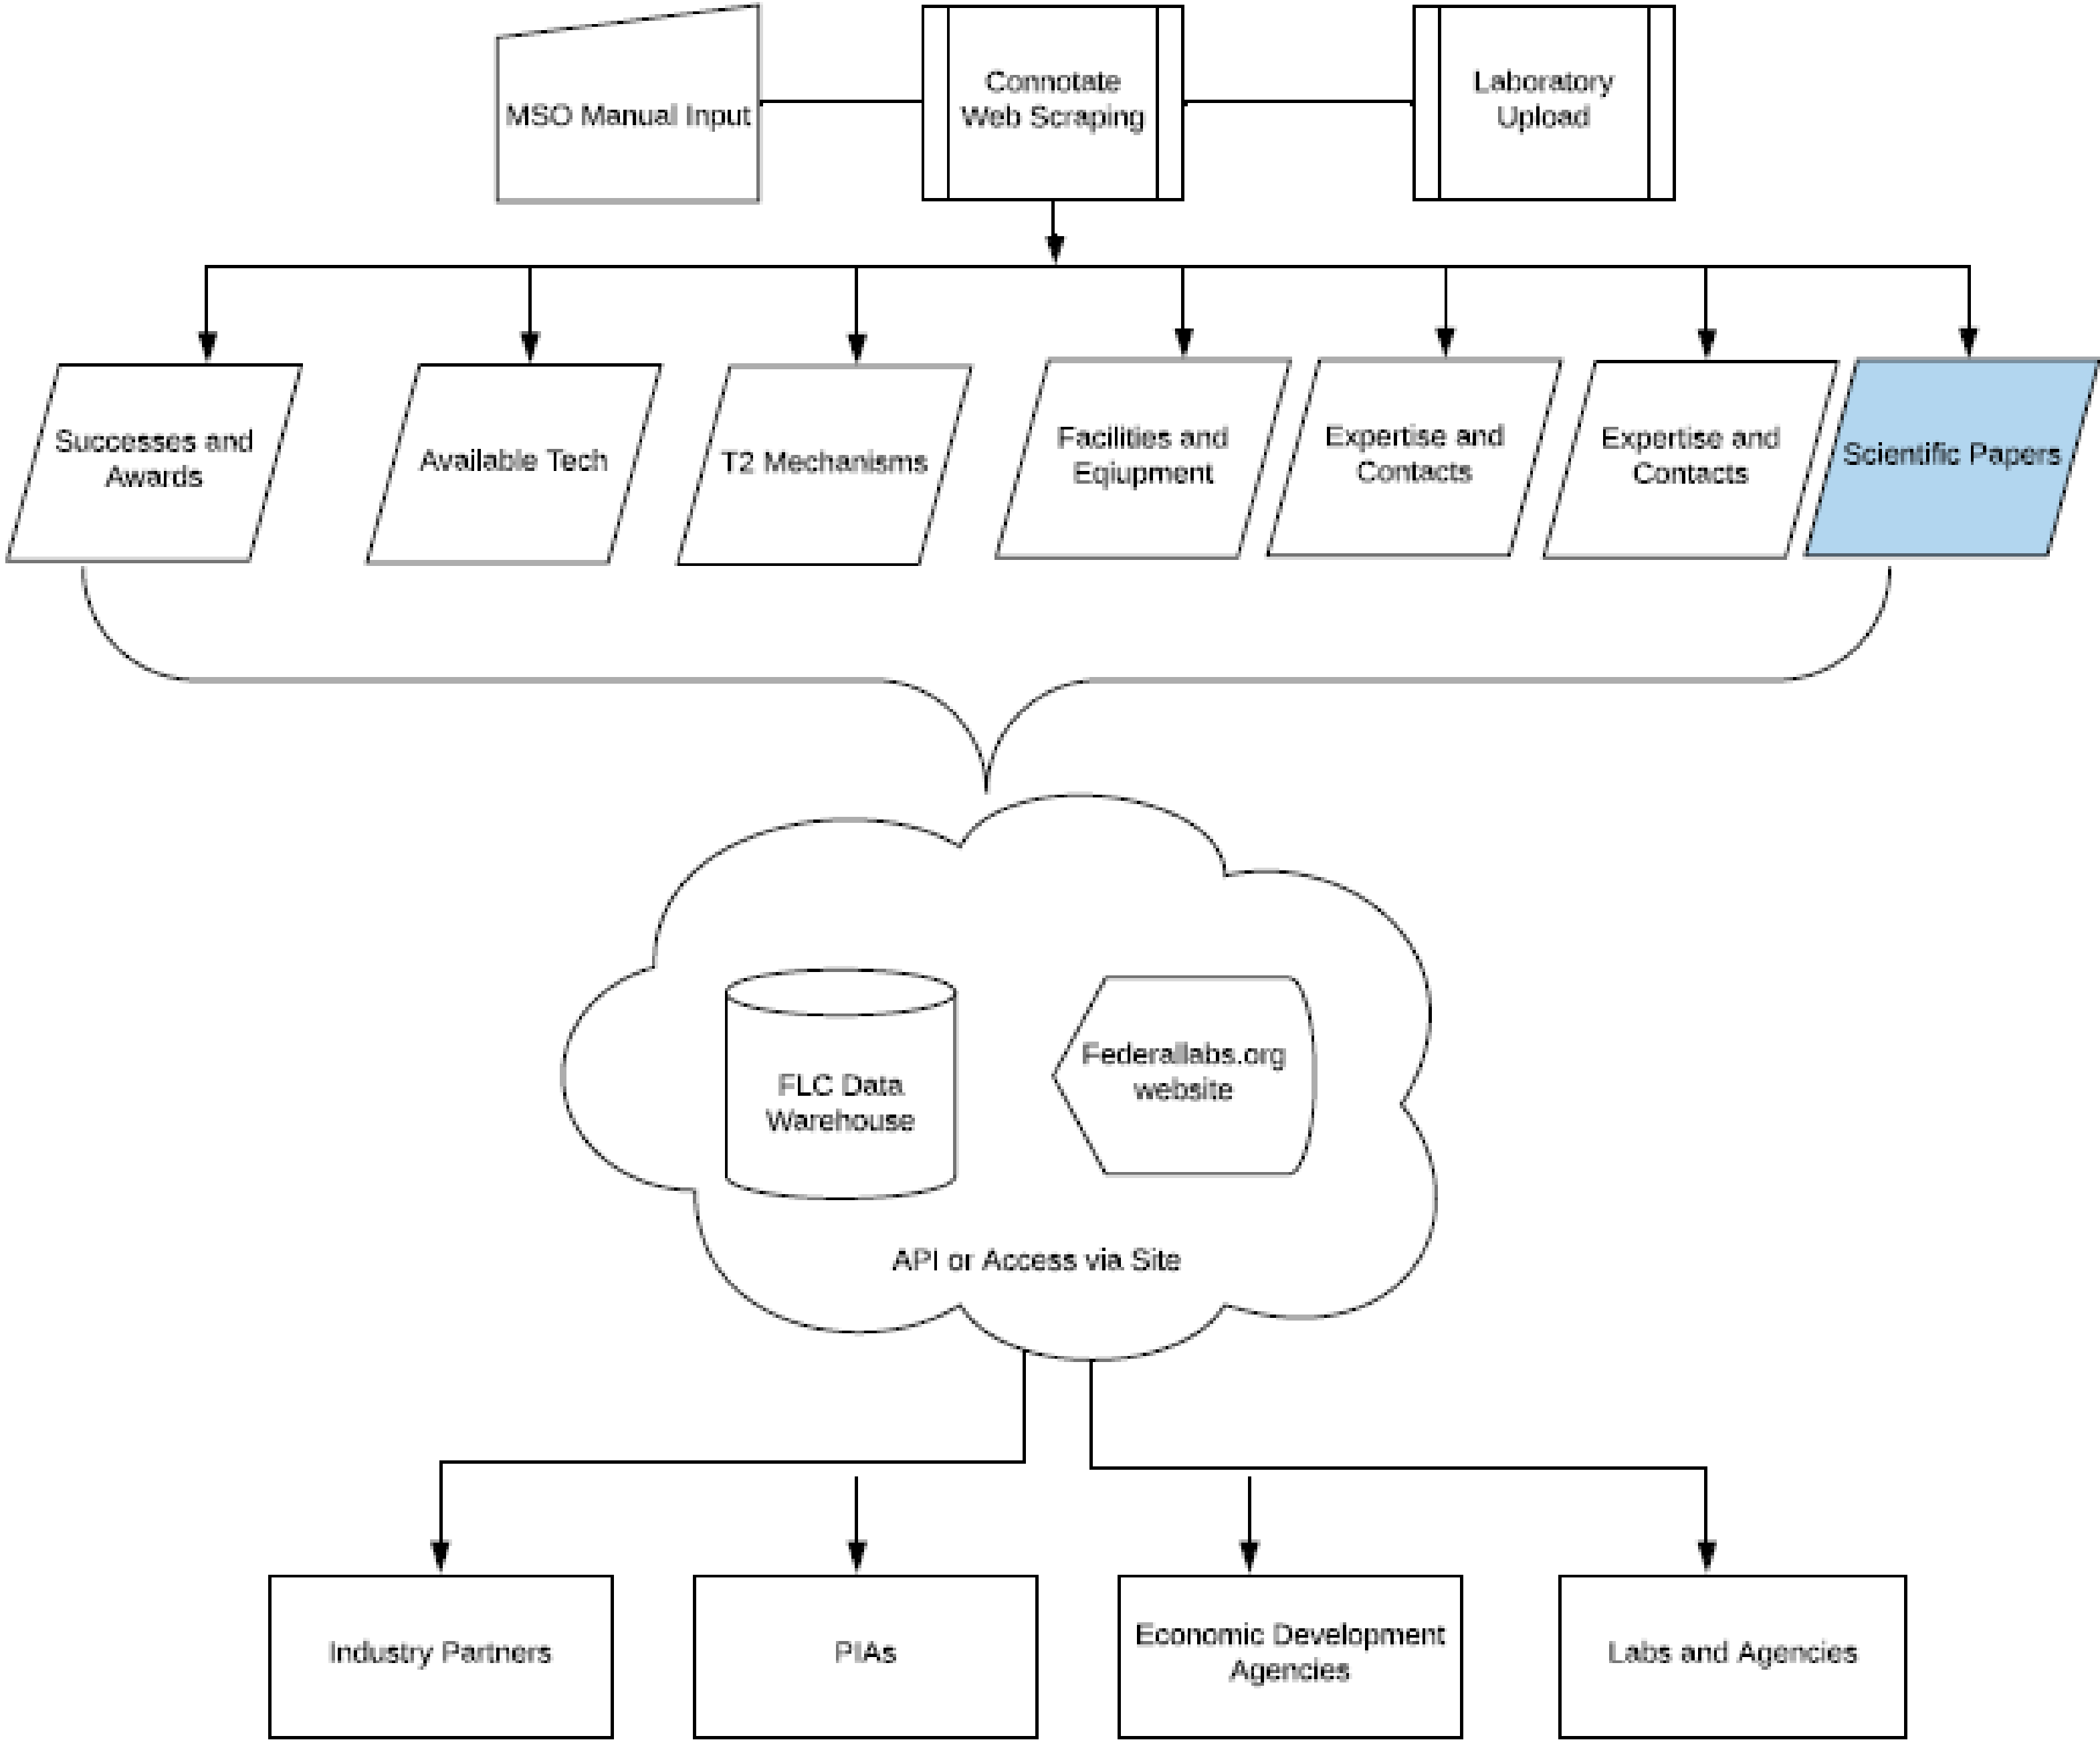 MSO Manual Input
Connotate
Web Scraping
Laboratory
Upload
Successes and
Awards
Available Tech
T2 Mechanisms
Facilities and
Eqiupment
Expertise and
Contacts
Expertise and
Contacts
Scientific Papers
FLC Data
Warehouse
Federallabs.org
website
API or Access via Site
Industry Partners
PIAs
Economic Development
Agencies
Labs and Agencies